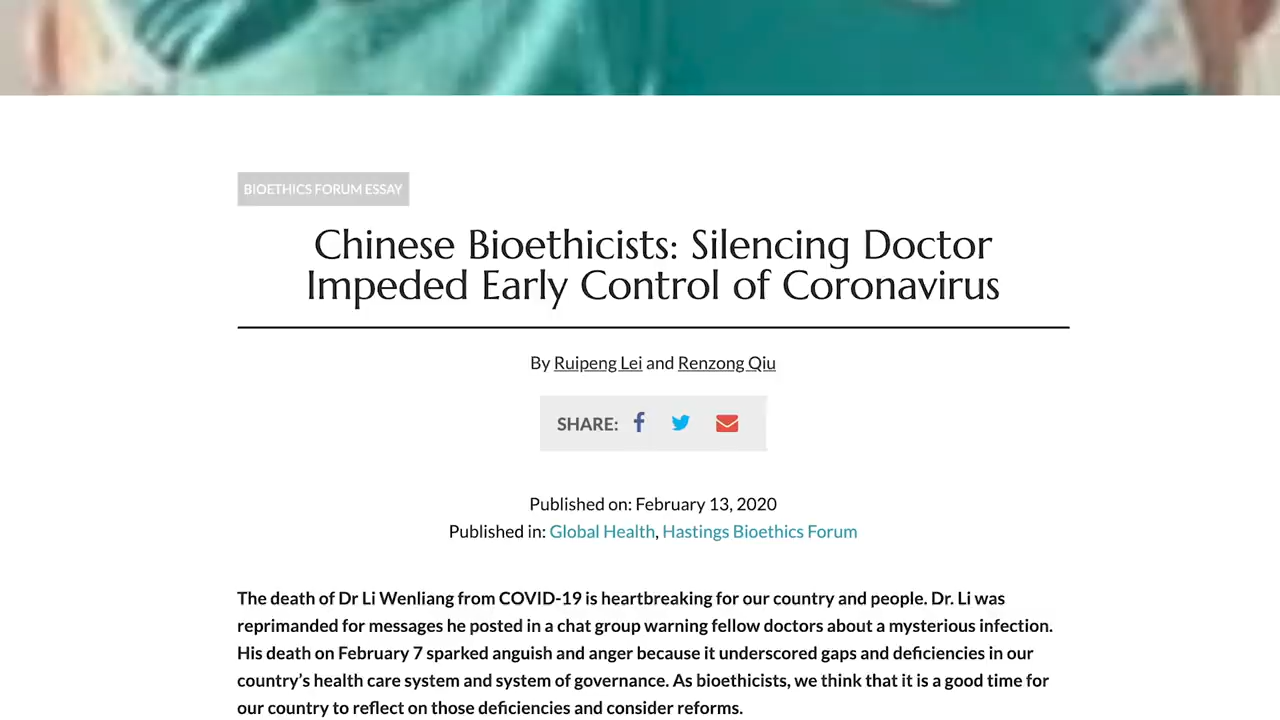 BIOETHICS FORUM ESSAY
Chinese Bioethicists: Silencing Doctor
Impeded Early Control of Coronavirus
By Ruipeng Lei and Renzong Qiu
SHARE:
Published on: February 13, 2020
Published in: Global Health, Hastings Bioethics Forum
The death of Dr Li Wenliang from COVID-19 is heartbreaking for our country and people. Dr. Li was
reprimanded for messages he posted in a chat group warning fellow doctors about a mysterious infection.
His death on February 7 sparked anguish and anger because it underscored gaps and deficiencies in our
country’s health care system and system of governance. As bioethicists, we think that it is a good time for
our country to reflect on those deficiencies and consider reforms.